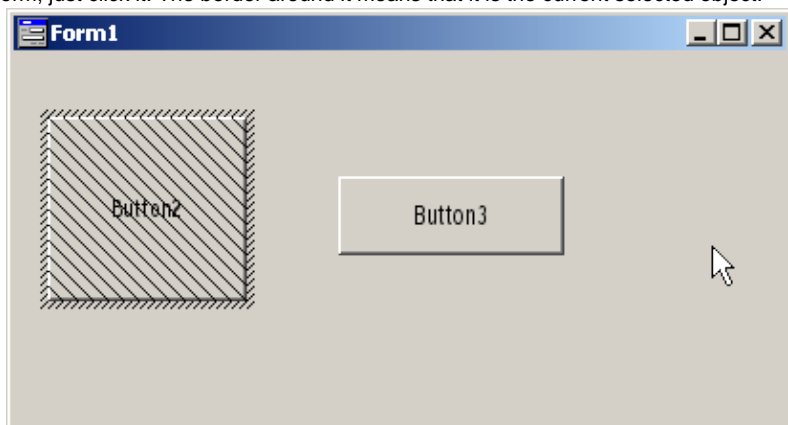 orm, just click it. The border around it means that it is the current selected object.
Form1
Button2
Button3